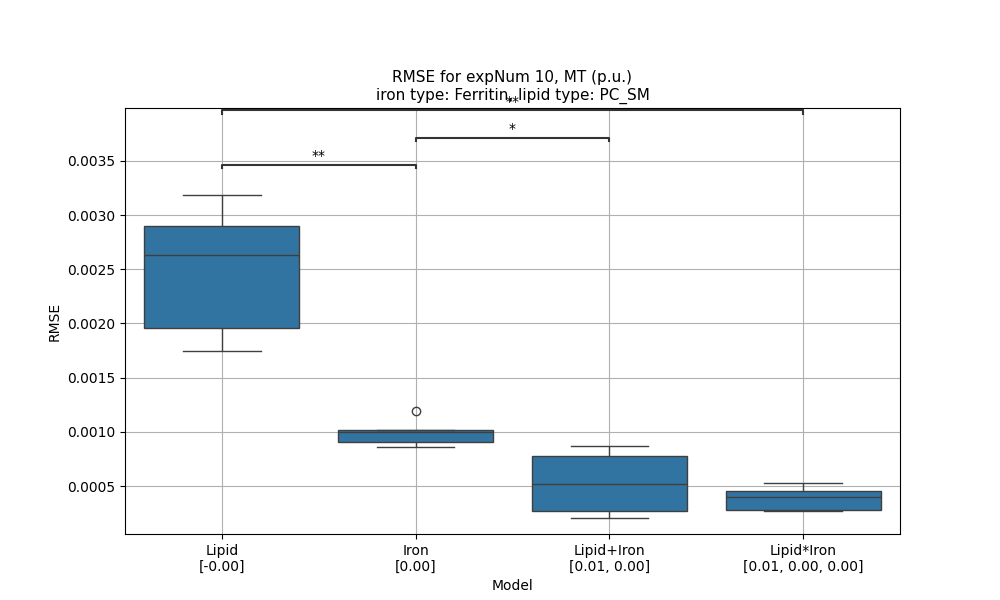 RMSE for expNum 10, MT (p.u.)
iron type: Ferritin, lipid type: PC_SM
**
*
**
0.0035
0.0030
0.0025
0.0020
0.0015
0.0010
0.0005
RMSE
Lipid
[-0.00]
Iron
[0.00]
Lipid+Iron
[0.01, 0.00]
Lipid*Iron
[0.01, 0.00, 0.00]
Model